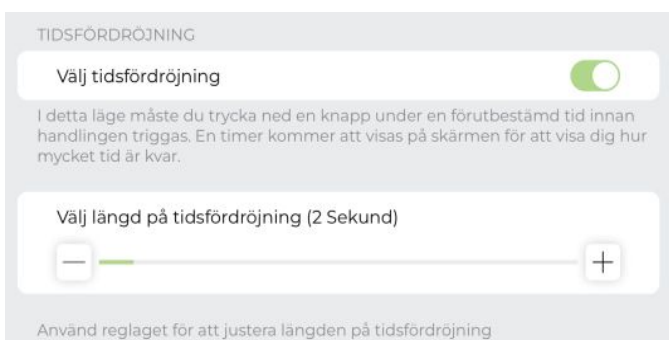 TIDSFÖRDRÖJNING
Välj tidsfördröjning
I detta läge måste du trycka ned en knapp under en förutbestämd tid innan
handlingen triggas. En timer kommer att visas på skärmen för att visa dig hur
mycket tid är kvar.
Välj längd på tidsfördröjning (2 Sekund)
Använd reglaget för att justera längden på tidsfördröjning